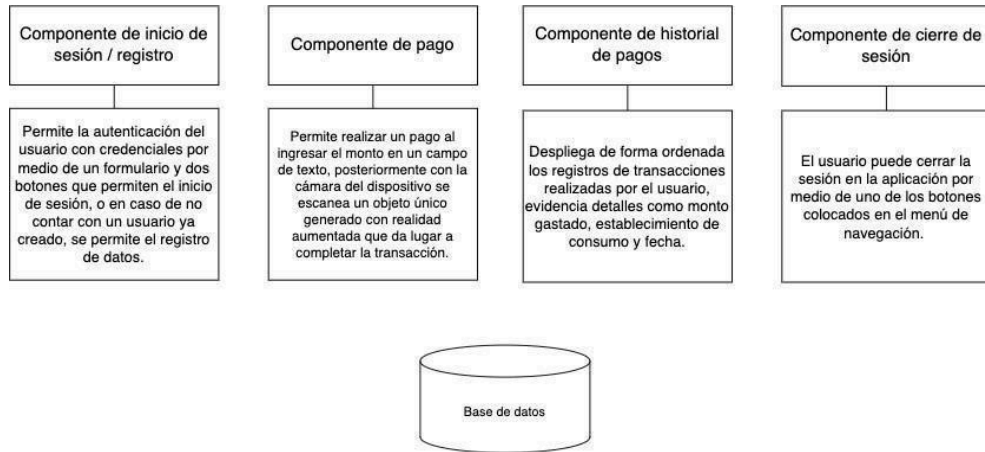 Componente de inicio de
sesión / registro
Componente de pago
Componente de historial
de pagos
Componente de cierre de
sesión
Permite la autenticación del
usuario con credenciales por
medio de un formulario y dos
botones que permiten el inicio
de sesión, o en caso de no
contar con un usuario ya
creado, se permite el registro
de datos.
Permite realizar un pago al
ingresar el monto en un campo
de texto, posteriormente con la
cámara del dispositivo se
escanea un objeto único
generado con realidad
aumentada que da lugar a
completar la transacción.
Despliega de forma ordenada
los registros de transacciones
realizadas por el usuario,
evidencia detalles como monto
gastado, establecimiento de
consumo y fecha.
El usuario puede cerrar la
sesión en la aplicación por
medio de uno de los botones
colocados en el menú de
navegación.
Base de datos